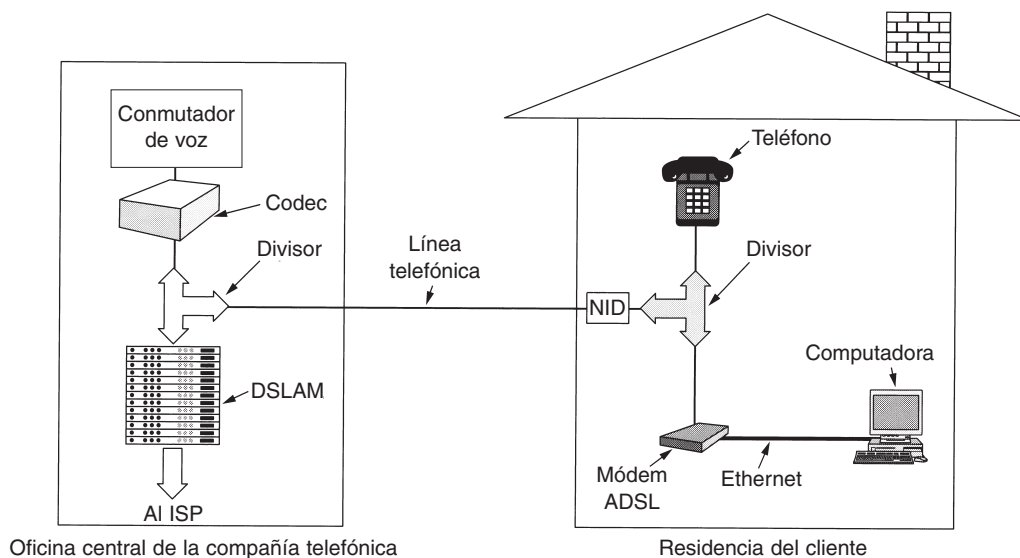 Conmutador
de voz
Codec
Divisor
DSLAM
Al ISP
Línea
telefónica
NID
Teléfono
Divisor
Computadora
Módem
ADSL
Ethernet
Oficina central de la compañía telefónica
Residencia del cliente